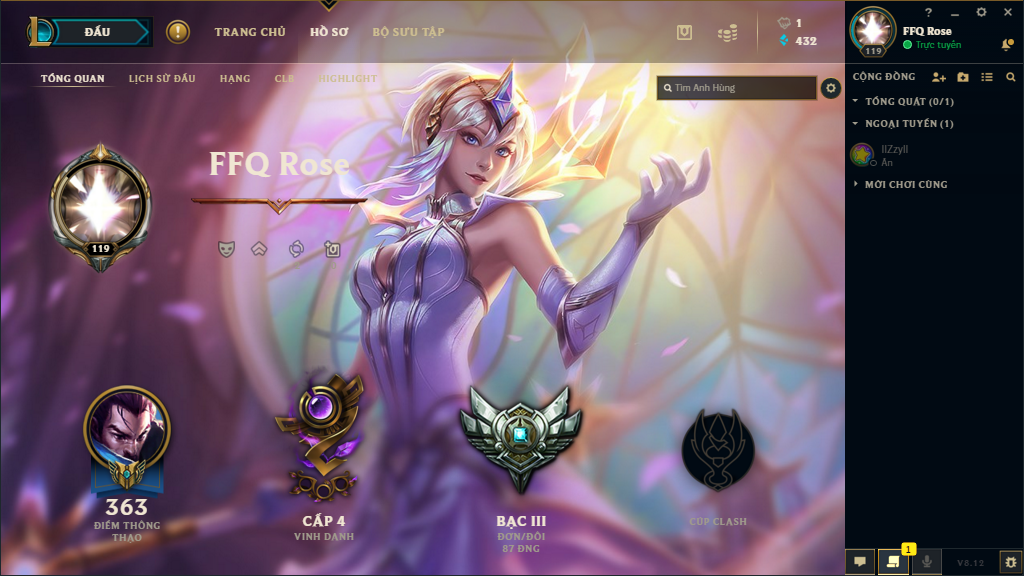 ĐẤU
TRANG CHỦ
HỒ SƠ
BỘ SƯU TẬP
1
432
TỔNG QUAN
LỊCH SỬ ĐẤU
HẠNG
CLB
HIGHLIGHT
Tìm Anh Hùng
FFQ Rose
119
363
ĐIỂM THÔNG
THẠO
CẤP 4
VINH DANH
BẠC III
ĐƠN/ĐÔI
87 ĐNG
CÚP CLASH
119
FFQ Rose
Trực tuyến
CỘNG ĐỒNG
TỔNG QUÁT (0/1)
NGOẠI TUYẾN (1)
IlZzyIl
Ẩn
MỜI CHƠI CÙNG
1
V8.12